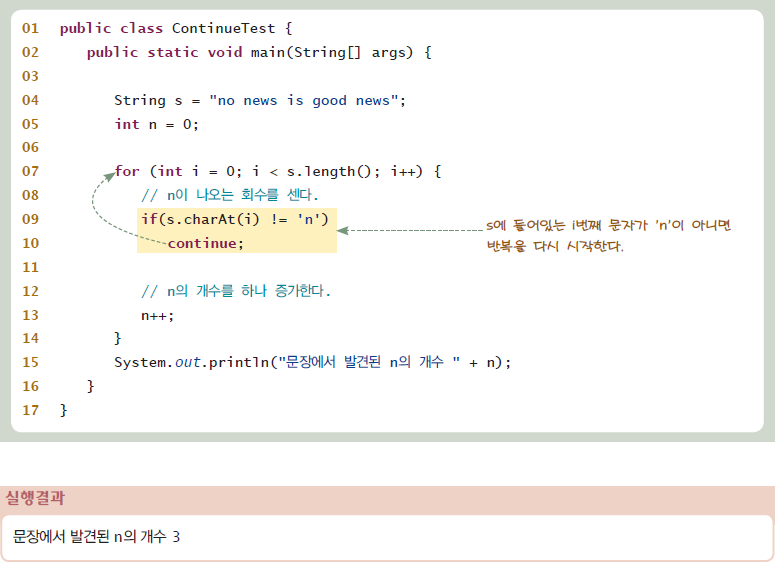 01 public class ContinueTest {
02 public static void main(String[] args) {
03
04 String s = "no news is good news";
05 int n = 0;
06
07 for (int i = 0; i < s.length(); i++) {
08 // n이 나오는 회수를 센다.
09 if(s.charAt(i) != 'n')
10 continue;
s에 들어있는 i번째 문자가 'n'이 아니면
반복을 다시 시작한다.
11
12 // n의 개수를 하나 증가한다.
13 n++;
14 }
15 System.out.println("문장에서 발견된 n의 개수 " + n);
16 }
17 }
실행결과
문장에서 발견된 n의 개수 3